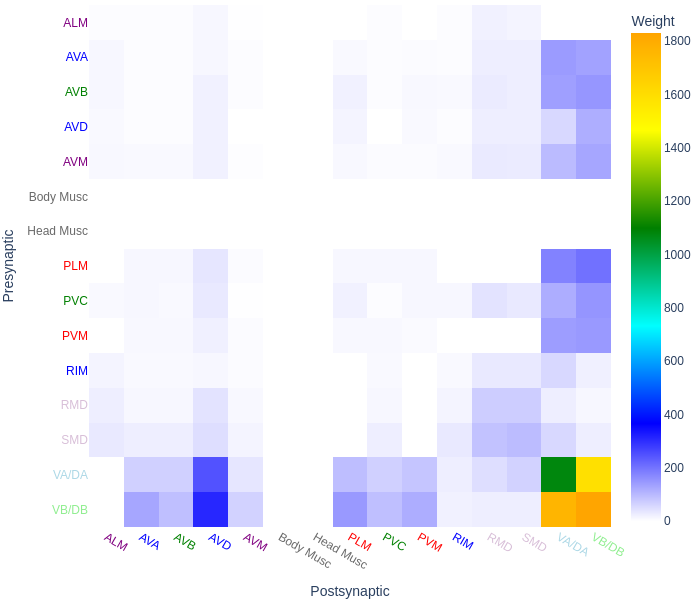 Weight
ALM
AVA
AVB
AVD
AVM
Body Musc
Head Musc
PLM
PVC
PVM
RIM
RMD
SMD
VA/DA
VB/DB
Presynaptic
1800
1600
1400
1200
1000
800
600
400
200
0
ALM
AVA
AVB
AVD
AVM
Body Musc
Head Musc
PLM
PVC
PVM
RIM
RMD
SMD
VA/DA
VB/DB
Postsynaptic